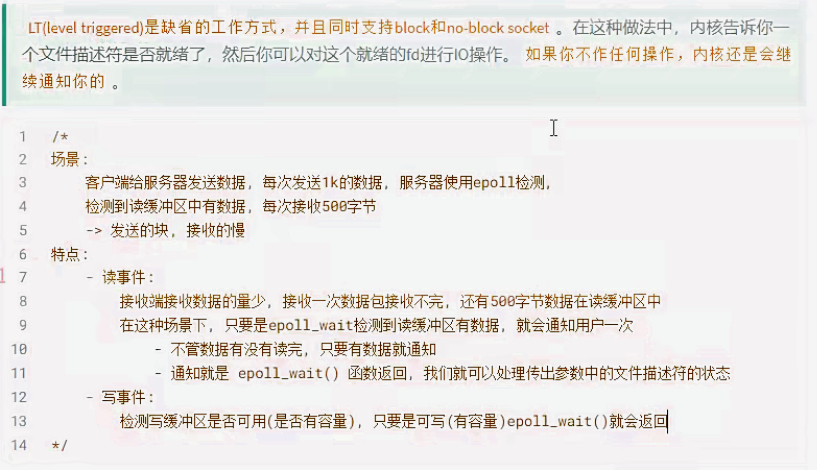 LT(level triggered)是缺省的工作方式，并且同时支持block和no-block socket 。在这种做法中，内核告诉你一
个文件描述符是否就绪了，然后你可以对这个就绪的fd进行IO操作。 如果你不作任何操作，内核还是会继
续通知你的 。
1 /*
2 场景:
3 客户端给服务器发送数据, 每次发送1k的数据, 服务器使用epoll检测,
4 检测到读缓冲区中有数据, 每次接收500字节
5 -> 发送的块, 接收的慢
6 特点:
7 - 读事件:
8 接收端接收数据的量少, 接收一次数据包接收不完, 还有500字节数据在读缓冲区中
9 在这种场景下, 只要是epoll_wait检测到读缓冲区有数据, 就会通知用户一次
10 - 不管数据有没有读完, 只要有数据就通知
11 - 通知就是 epoll_wait() 函数返回, 我们就可以处理传出参数中的文件描述符的状态
12 - 写事件:
13 检测写缓冲区是否可用(是否有容量), 只要是可写(有容量)epoll_wait()就会返回
14 */